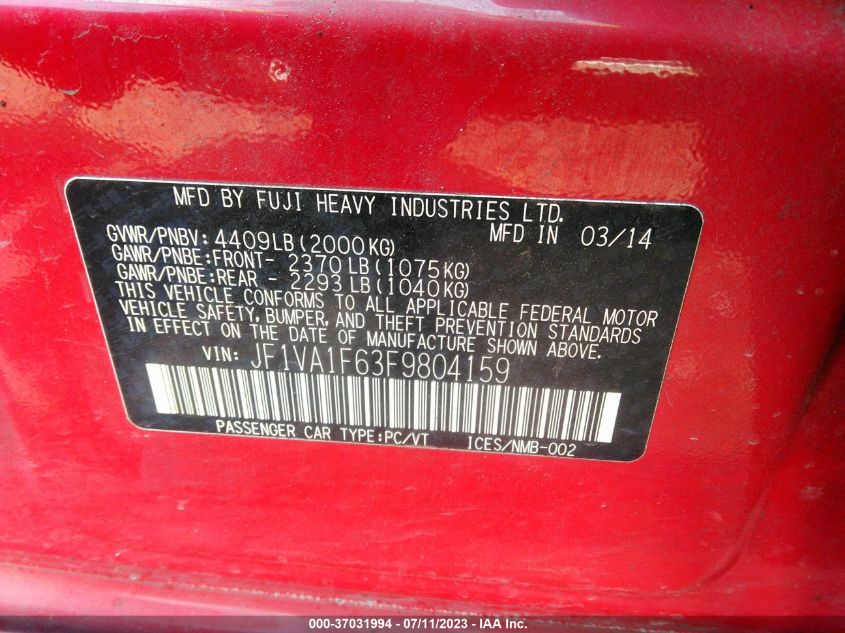 MFD BY FUJI HEAVY INDUSTRIES LTD.
GVWR/PNBV: 4409LB(2000KG) MFD IN 03/14
GAWR/PNBE:FRONT- 2370LB(1075KG)
GAWR/PNBE:REAR - 2293LB(1040KG)
THIS VEHICLE CONFORMS TO ALL APPLICABLE FEDERAL MOTOR
VEHICLE SAFETY, BUMPER, AND THEFT PREVENTION STANDARDS
IN EFFECT ON THE DATE OF MANUFACTURE SHOWN ABOVE.
VIN: JF1VA1F63F9804159
PASSENGER CAR TYPE:PC/VT ICES/NMB-002
000-37031994 - 07/11/2023 - IAA Inc.